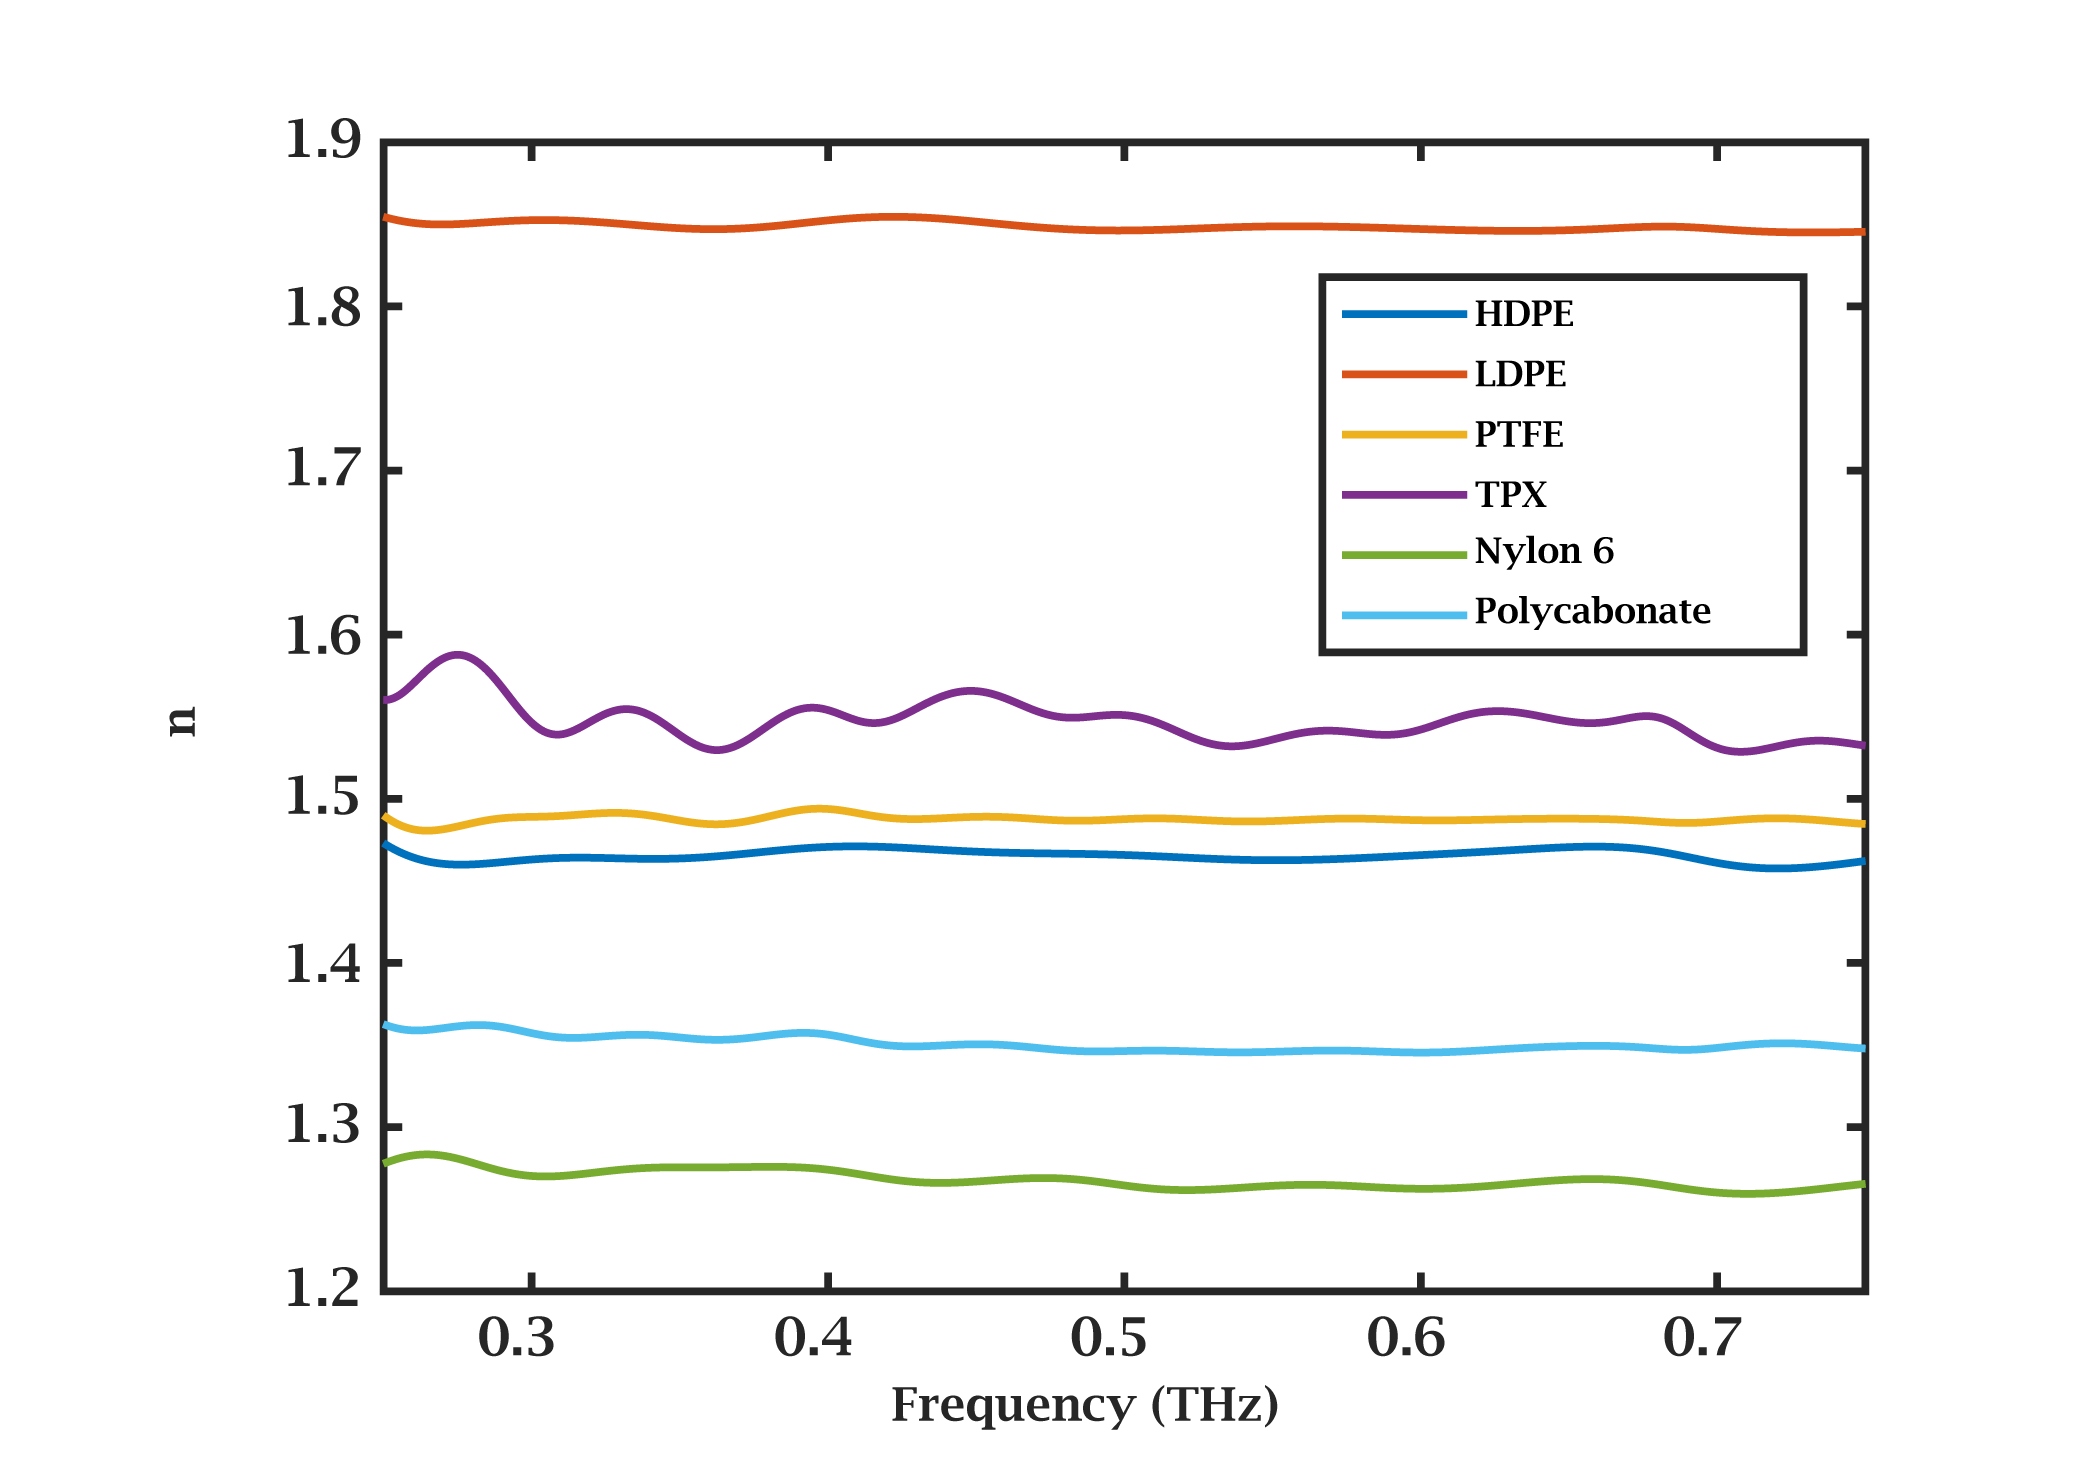 1.9
1.8
1.7
1.6
1.5
1.4
1.3
1.2
n
HDPE
LDPE
PTFE
TPX
Nylon 6
Polycabonate
0.3 0.4 0.5 0.6 0.7
Frequency (THz)